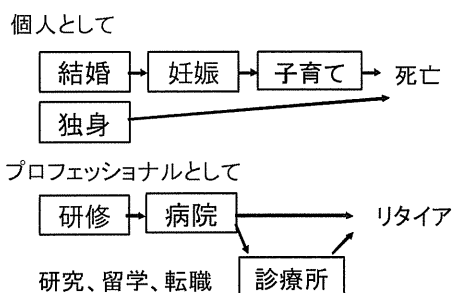 個人として
結婚 妊娠 子育て 死亡
独身
プロフェッショナルとして
研修 病院 リタイア
研究、留学、転職 診療所